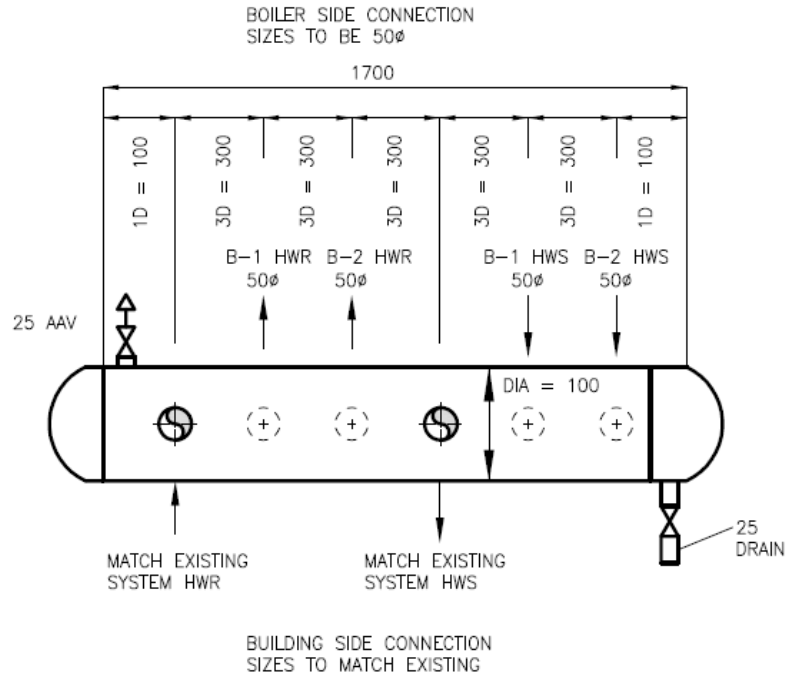 BOILER SIDE CONNECTION
SIZES TO BE 50ø
1700
1D = 100
3D = 300
3D = 300
3D = 300
3D = 300
3D = 300
1D = 100
B-1 HWR
50ø
B-2 HWR
50ø
B-1 HWS
50ø
B-2 HWS
50ø
25 AAV
DIA = 100
25
DRAIN
MATCH EXISTING
SYSTEM HWR
MATCH EXISTING
SYSTEM HWS
BUILDING SIDE CONNECTION
SIZES TO MATCH EXISTING